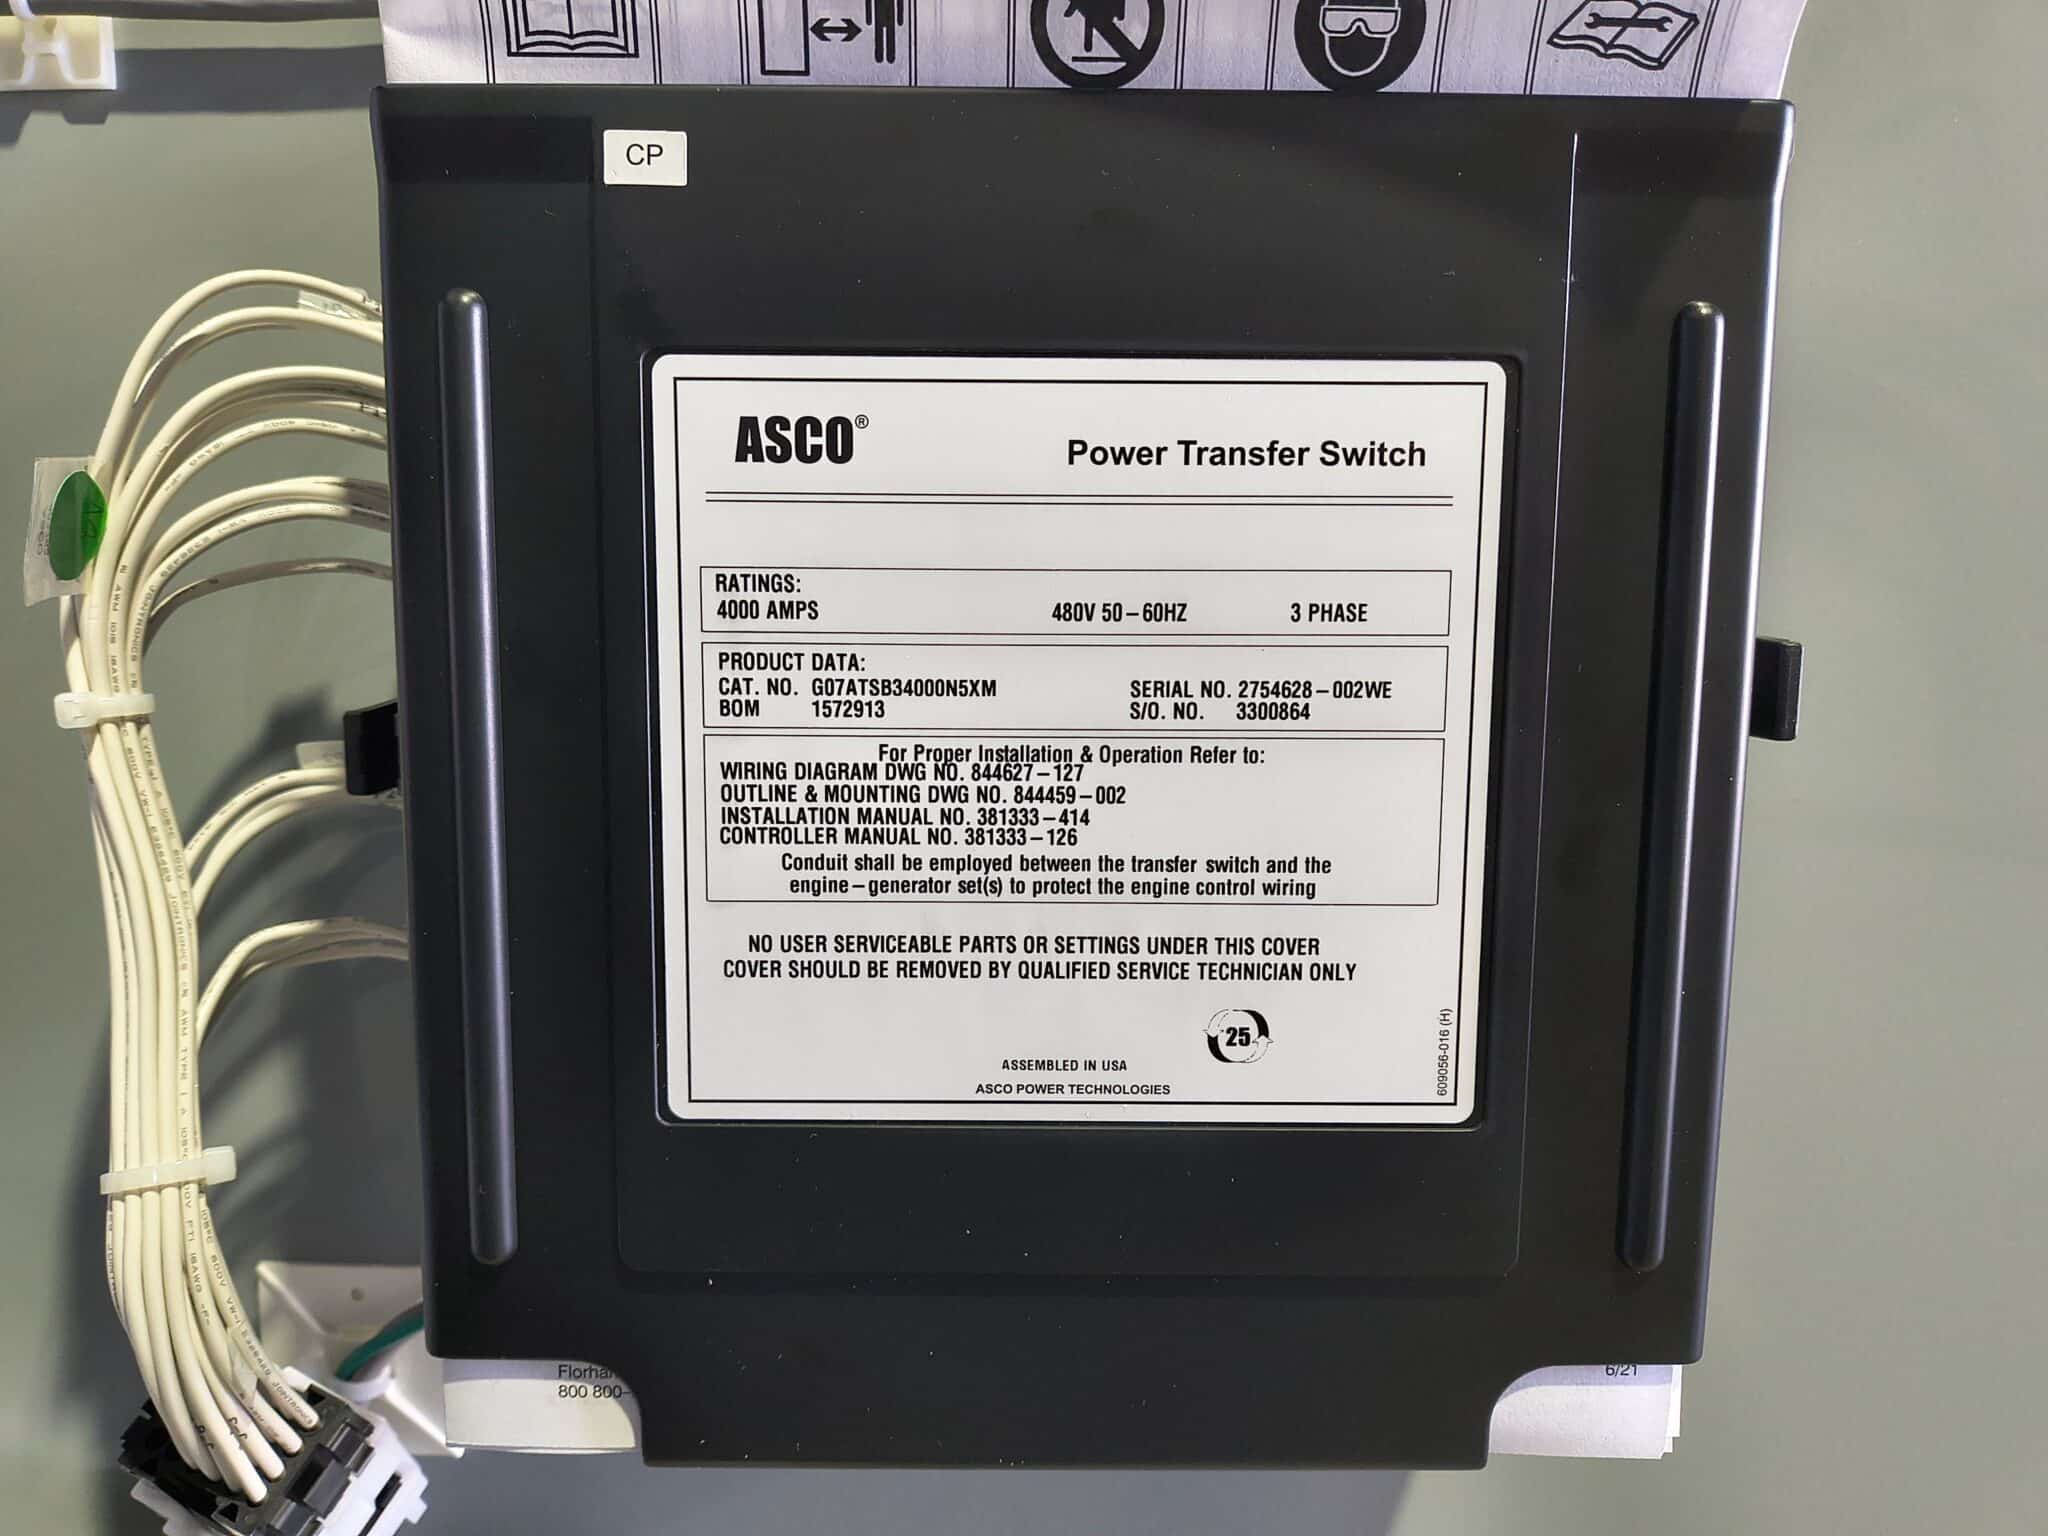 CP
ASCO®
Power Transfer Switch
RATINGS:
4000 AMPS 480V 50-60HZ 3 PHASE
PRODUCT DATA:
CAT. NO. G07ATSB34000N5XM SERIAL NO. 2754628-002WE
BOM 1572913 S/O. NO. 3300864
For Proper Installation & Operation Refer to:
WIRING DIAGRAM DWG NO. 844627-127
OUTLINE & MOUNTING DWG NO. 844459-002
INSTALLATION MANUAL NO. 381333-414
CONTROLLER MANUAL NO. 381333-126
Conduit shall be employed between the transfer switch and the
engine-generator set(s) to protect the engine control wiring
NO USER SERVICEABLE PARTS OR SETTINGS UNDER THIS COVER
COVER SHOULD BE REMOVED BY QUALIFIED SERVICE TECHNICIAN ONLY
25
ASSEMBLED IN USA
ASCO POWER TECHNOLOGIES
609056-016 (H)
Florha
800 800-
6/21